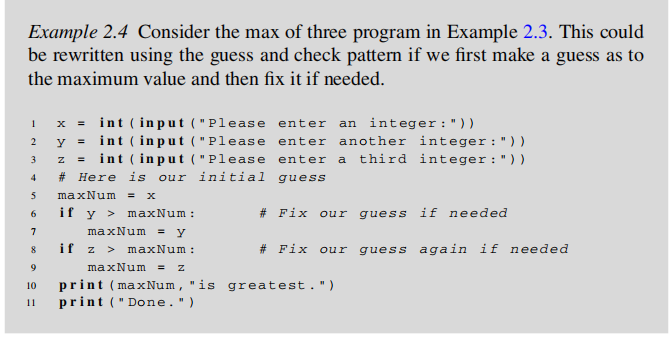 Example 2.4 Consider the max of three program in Example 2.3. This could
be rewritten using the guess and check pattern if we first make a guess as to
the maximum value and then fix it if needed.
1 x = int(input("Please enter an integer:"))
2 y = int(input("Please enter another integer:"))
3 z = int(input("Please enter a third integer:"))
4 # Here is our initial guess
5 maxNum = x
6 if y > maxNum: # Fix our guess if needed
7 maxNum = y
8 if z > maxNum: # Fix our guess again if needed
9 maxNum = z
10 print(maxNum,"is greatest.")
11 print("Done.")